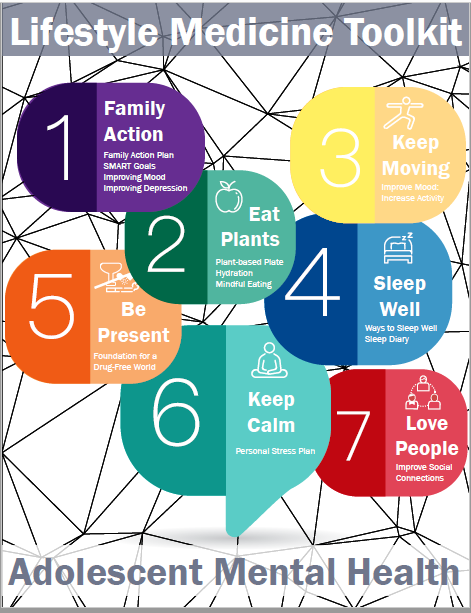 Lifestyle Medicine Toolkit
1
Family
Action
Family Action Plan
SMART Goals
Improving Mood
Improving Depression
2
Eat
Plants
Plant-based Plate
Hydration
Mindful Eating
3
Keep
Moving
Improve Mood:
Increase Activity
4
zzz
Sleep
Well
Ways to Sleep Well
Sleep Diary
5
Be
Present
Foundation for a
Drug-Free World
6
Keep
Calm
Personal Stress Plan
7
Love
People
Improve Social
Connections
Adolescent Mental Health